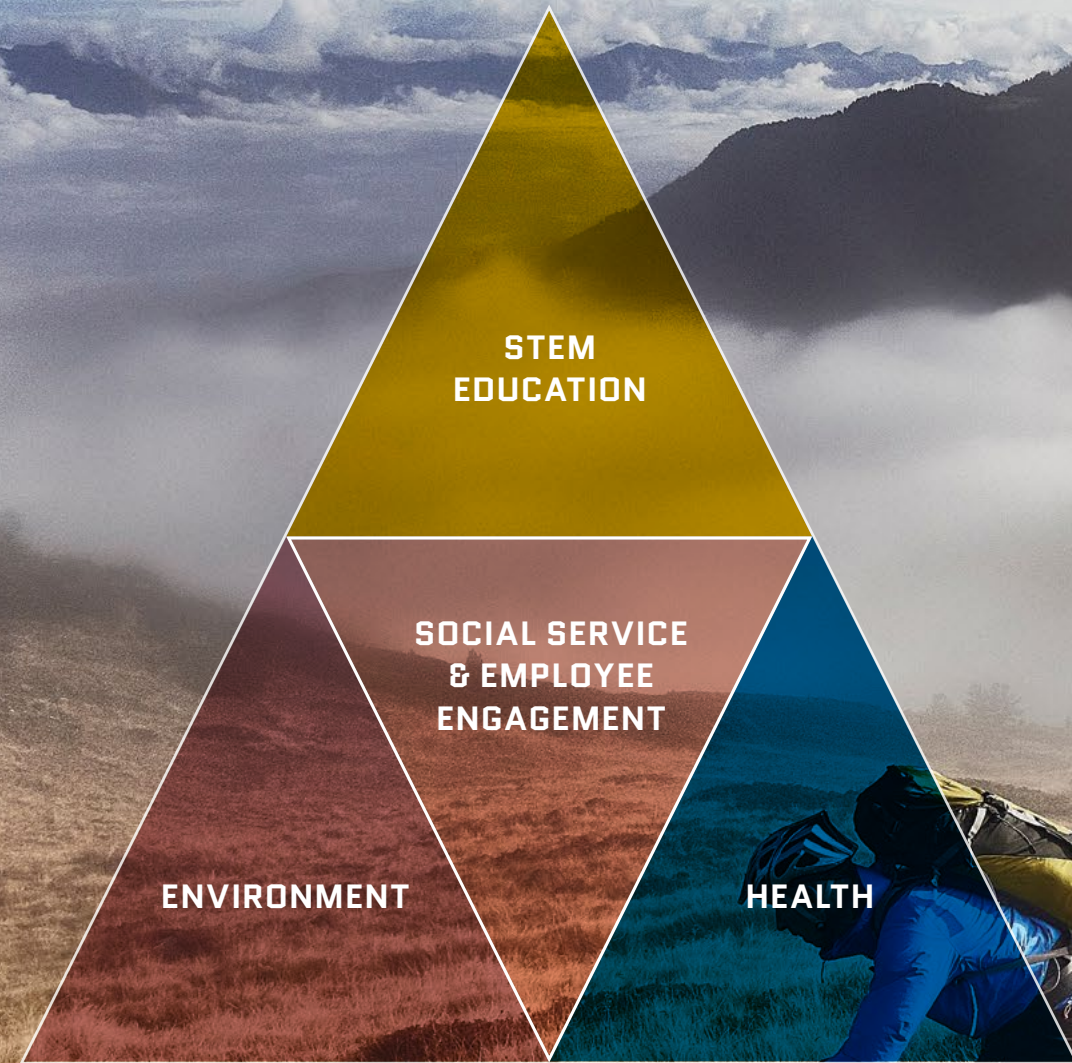 STEM
EDUCATION
SOCIAL SERVICE
& EMPLOYEE
ENGAGEMENT
ENVIRONMENT
HEALTH